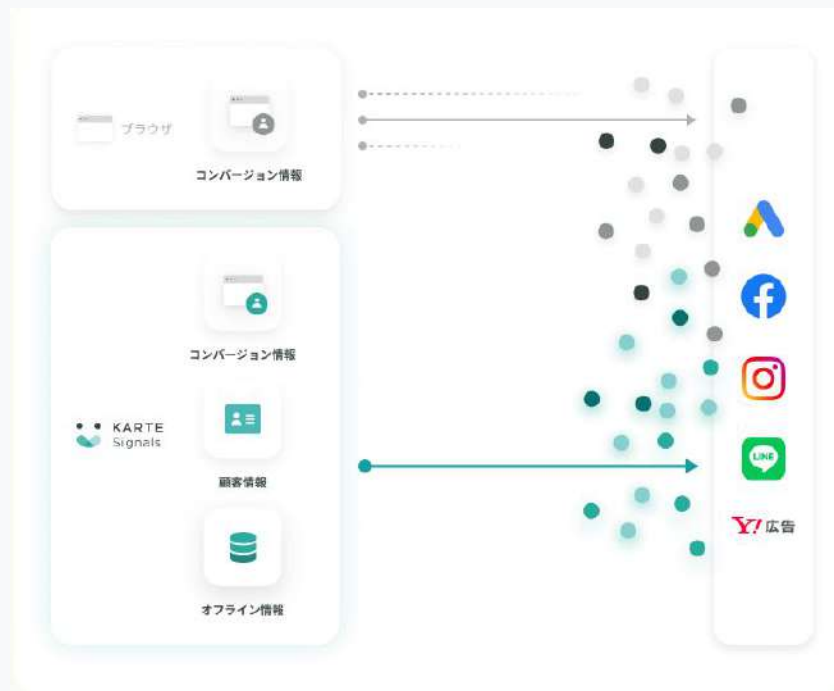 ブラウザ
コンバージョン情報
コンバージョン情報
KARTE
Signals
顧客情報
オフライン情報
LINE
Y! 広告